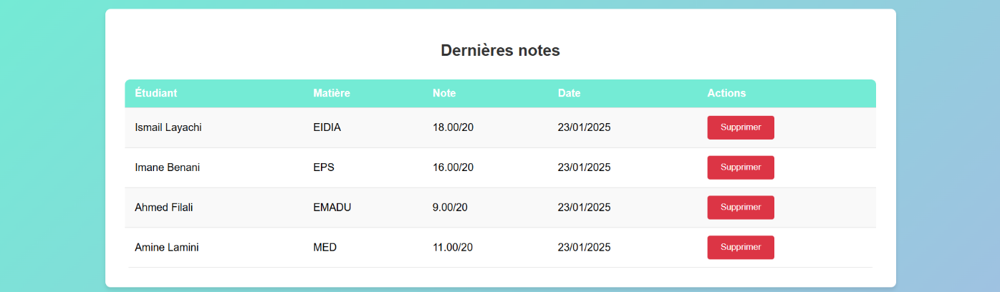 Dernières notes
Étudiant Matière Note Date Actions
Ismail Layachi EIDIA 18.00/20 23/01/2025 Supprimer
Imane Benani EPS 16.00/20 23/01/2025 Supprimer
Ahmed Filali EMADU 9.00/20 23/01/2025 Supprimer
Amine Lamini MED 11.00/20 23/01/2025 Supprimer